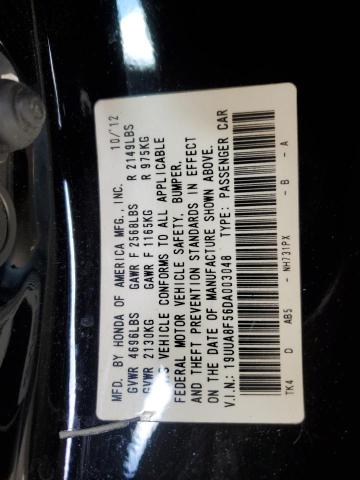 MFD. BY HONDA OF AMERICA MFG., INC. 10/12
GVWR 4696LBS GAWR F 2568LBS R 2149LBS
GVWR 2130KG GAWR F 1165KG R 975KG
S VEHICLE CONFORMS TO ALL APPLICABLE
FEDERAL MOTOR VEHICLE SAFETY, BUMPER,
AND THEFT PREVENTION STANDARDS IN EFFECT
ON THE DATE OF MANUFACTURE SHOWN ABOVE.
V.I.N.: 19UUA8F56DA003048 TYPE: PASSENGER CAR
TK4 D AB5 - NH731PX - B - A